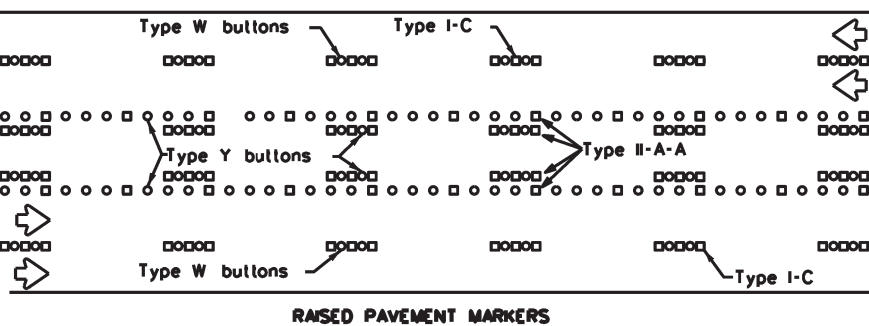 Type W buttons
Type I-C
Type Y buttons
Type II-A-A
Type W buttons
Type I-C
RAISED PAVEMENT MARKERS